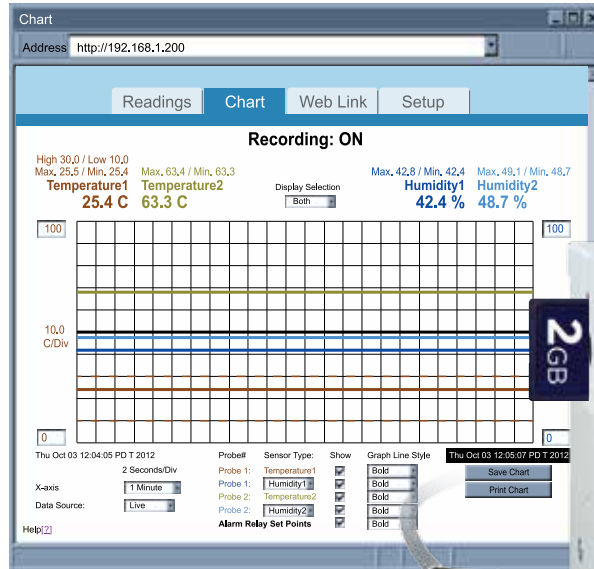 Chart
Address http://192.168.1.200
Readings Chart Web Link Setup
Recording: ON
High 30.0 / Low 10.0
Max. 25.5 / Min. 25.4 Max. 63.4 / Min. 63.3 Max. 42.8 / Min. 42.4 Max. 49.1 / Min. 48.7
Temperature1 Temperature2 Display Selection Humidity1 Humidity2
25.4 C 63.3 C Both 42.4 % 48.7 %
100 100
10.0
C/Div
2GB
0 0
Thu Oct 03 12:04:05 PD T 2012 Probe# Sensor Type: Show Graph Line Style Thu Oct 03 12:05:07 PD T 2012
2 Seconds/Div Probe 1: Temperature1 Bold Save Chart
X-axis 1 Minute Probe 1: Humidity1 Bold Print Chart
Probe 2: Temperature2 Bold
Data Source: Live Probe 2: Humidity2 Bold
Help[?] Alarm Relay Set Points Bold